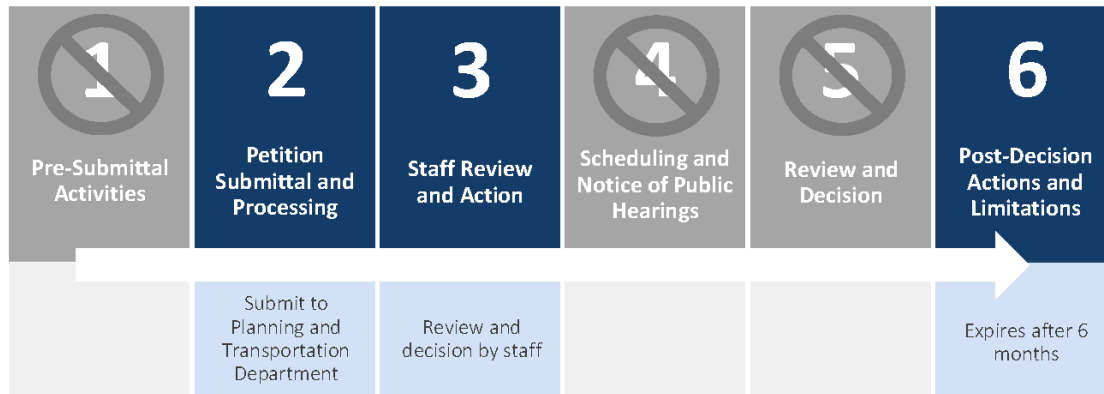 1
Pre-Submittal
Activities
2
Petition
Submittal and
Processing
Submit to
Planning and
Transportation
Department
3
Staff Review
and Action
Review and
decision by staff
4
Scheduling and
Notice of Public
Hearings
5
Review and
Decision
6
Post-Decision
Actions and
Limitations
Expires after 6
months